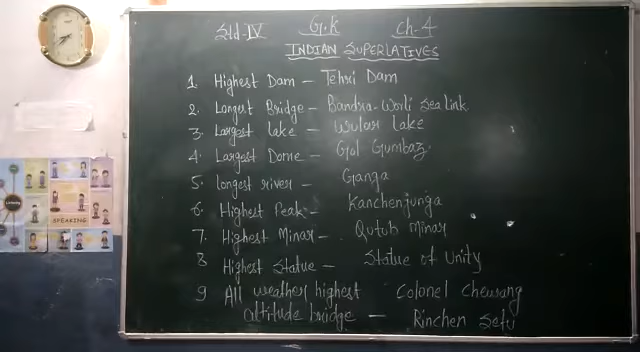 Std-IV G.k ch-4
INDIAN SUPERLATIVES
1. Highest Dam - Tehri Dam
2. Longest Bridge - Bandra-Worli Sea link
3. Largest lake - Wular Lake
4. Largest Dome - Gol Gumbaz
5. longest river - Ganga
6. Highest Peak - Kanchenjunga
7. Highest Minar - Qutub Minar
8 Highest Statue - Statue of Unity
9 All weather highest Colonel Chewang
altitude bridge - Rinchen Setu
SPEAKING